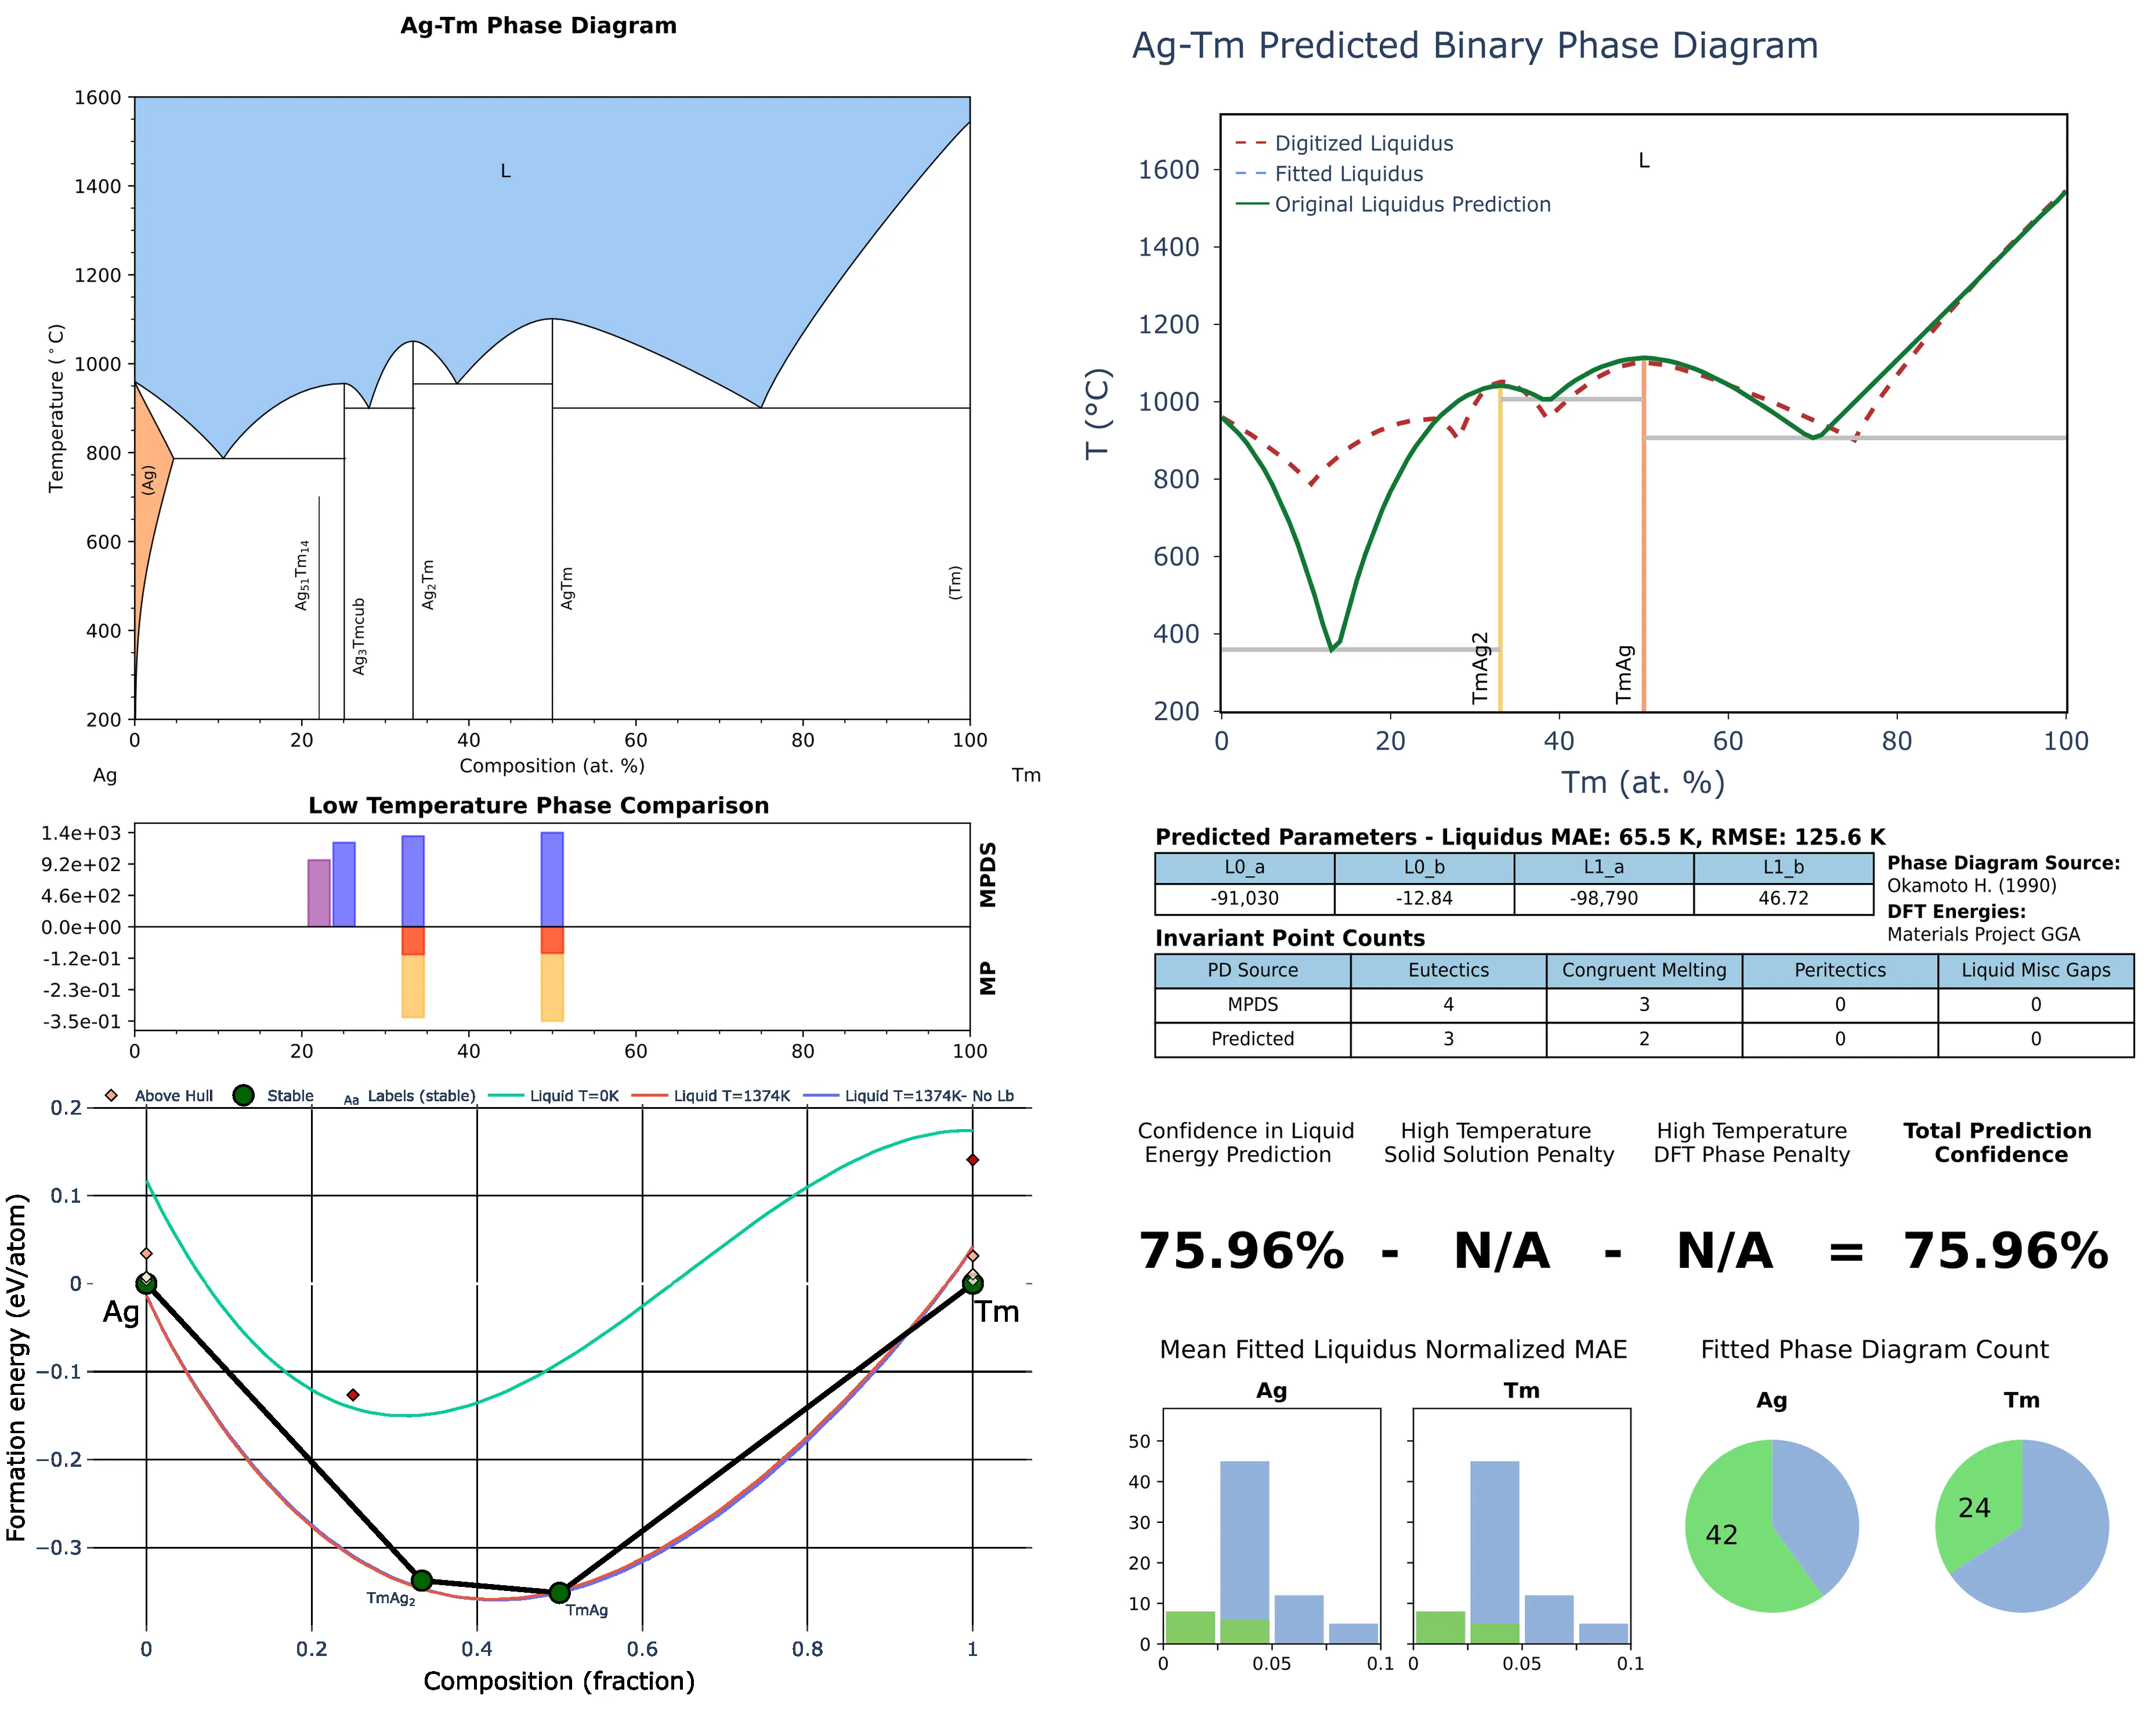 Ag-Tm Phase Diagram
1600
1400
1200
1000
800
600
400
200
Temperature (°C)
L
(Ag)
Ag₅₁Tm₁₄
Ag₃Tmcub
Ag₂Tm
AgTm
(Tm)
0 20 40 60 80 100
Composition (at. %)
Ag Tm
Low Temperature Phase Comparison
1.4e+03
9.2e+02
4.6e+02
0.0e+00
-1.2e-01
-2.3e-01
-3.5e-01
MPDS
MP
0 20 40 60 80 100
Above Hull Stable Aa Labels (stable) Liquid T=0K Liquid T=1374K Liquid T=1374K- No Lb
0.2
0.1
0
−0.1
−0.2
−0.3
Formation energy (eV/atom)
Ag
Tm
TmAg₂
TmAg
0 0.2 0.4 0.6 0.8 1
Composition (fraction)
Ag-Tm Predicted Binary Phase Diagram
Digitized Liquidus
Fitted Liquidus
Original Liquidus Prediction
L
1600
1400
1200
1000
800
600
400
200
T (°C)
TmAg2
TmAg
0 20 40 60 80 100
Tm (at. %)
Predicted Parameters - Liquidus MAE: 65.5 K, RMSE: 125.6 K
L0_a L0_b L1_a L1_b
-91,030 -12.84 -98,790 46.72
Phase Diagram Source:
Okamoto H. (1990)
DFT Energies:
Materials Project GGA
Invariant Point Counts
PD Source Eutectics Congruent Melting Peritectics Liquid Misc Gaps
MPDS 4 3 0 0
Predicted 3 2 0 0
Confidence in Liquid
Energy Prediction
High Temperature
Solid Solution Penalty
High Temperature
DFT Phase Penalty
Total Prediction
Confidence
75.96% - N/A - N/A = 75.96%
Mean Fitted Liquidus Normalized MAE
Ag
Tm
50
40
30
20
10
0
0 0.05 0.1
0 0.05 0.1
Fitted Phase Diagram Count
Ag
Tm
42
24